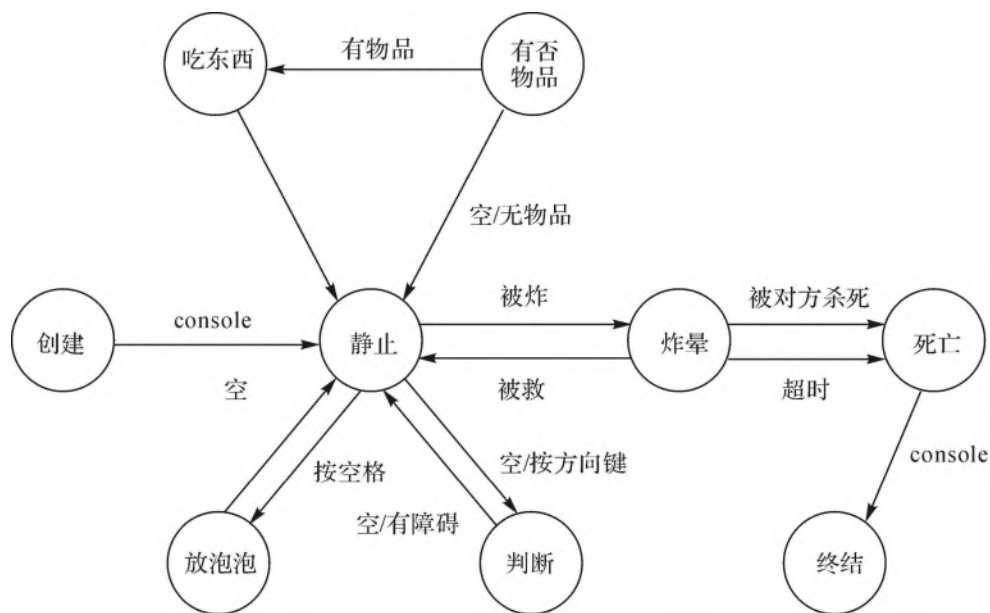 吃东西
有物品
有否
物品
空/无物品
创建
console
静止
被炸
被救
炸晕
被对方杀死
超时
死亡
空
按空格
空/按方向键
空/有障碍
console
放泡泡
判断
终结